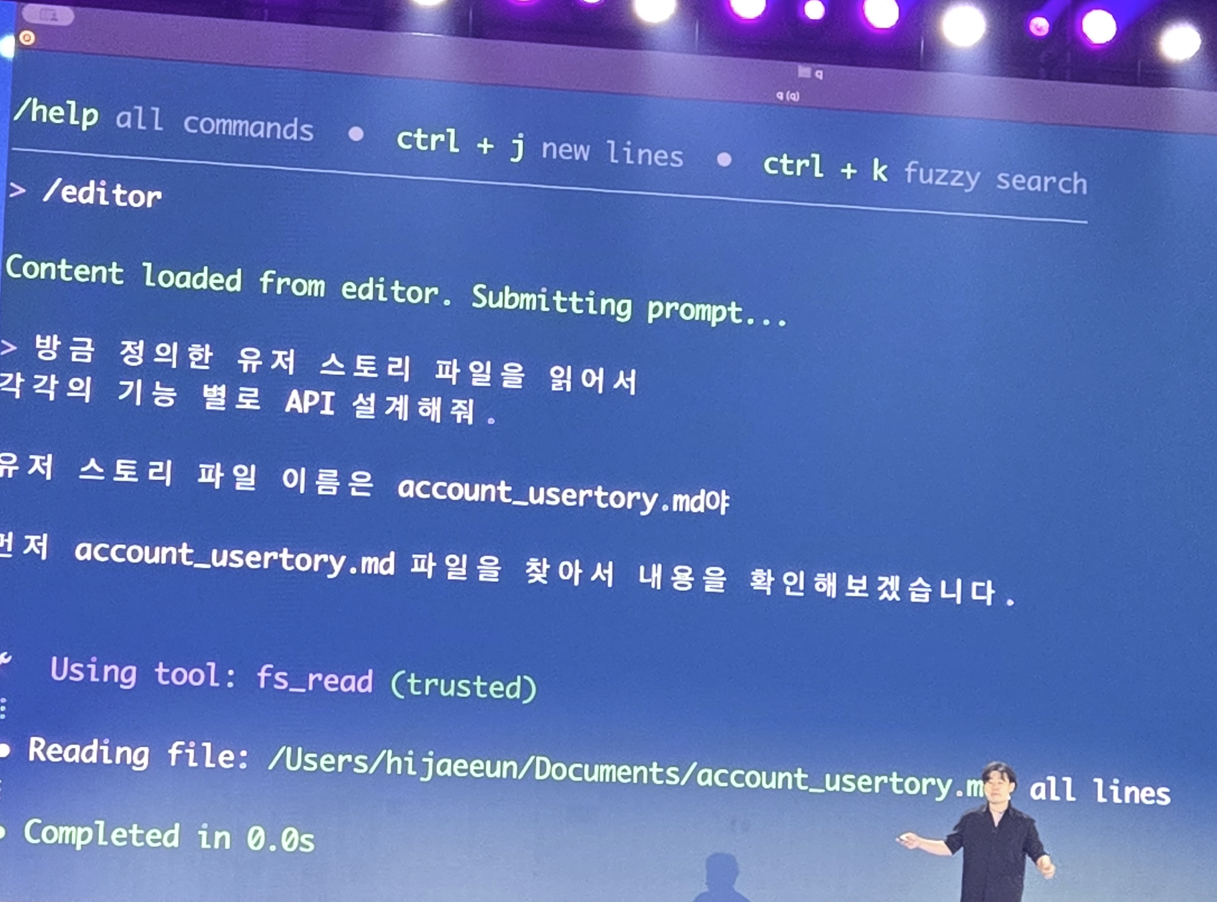 q
q (q)
/help all commands • ctrl + j new lines • ctrl + k fuzzy search
> /editor
Content loaded from editor. Submitting prompt...
> 방금 정의한 유저 스토리 파일을 읽어서
각각의 기능 별로 API 설계해줘.
유저 스토리 파일 이름은 account_usertory.md야
먼저 account_usertory.md 파일을 찾아서 내용을 확인해보겠습니다.
Using tool: fs_read (trusted)
● Reading file: /Users/hijaeeun/Documents/account_usertory.m all lines
● Completed in 0.0s